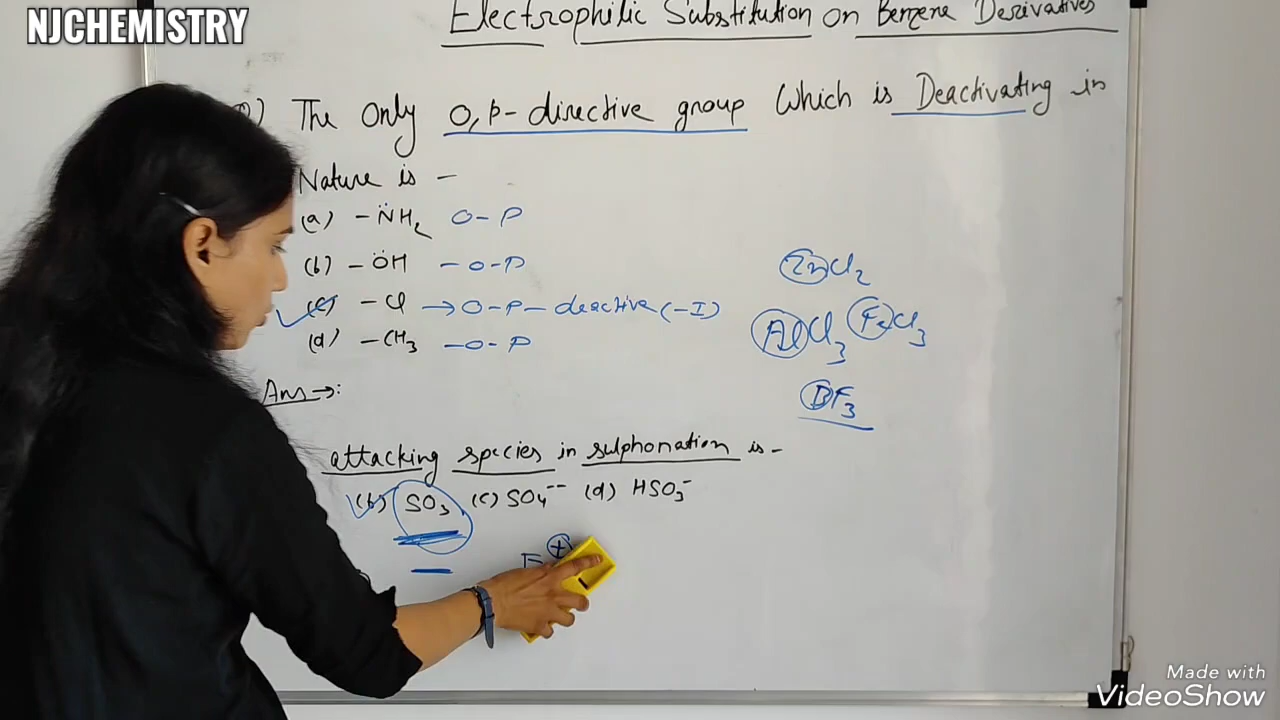 NJCHEMISTRY
Electrophilic Substitution on Benzene Derivatives
The Only O,P-directive group Which is Deactivating in
Nature is –
(a) – N̈H₂ O-P
(b) – ÖH – O-P
(c) – Cl → O-P – deactive (-I)
(d) – CH₃ – O-P
ZnCl₂
AlCl₃ FeCl₃
BF₃
Ans →:
attacking species in sulphonation is –
(b) SO₃ (c) SO₄⁻⁻ (d) HSO₃⁻
E⊕
Made with
VideoShow